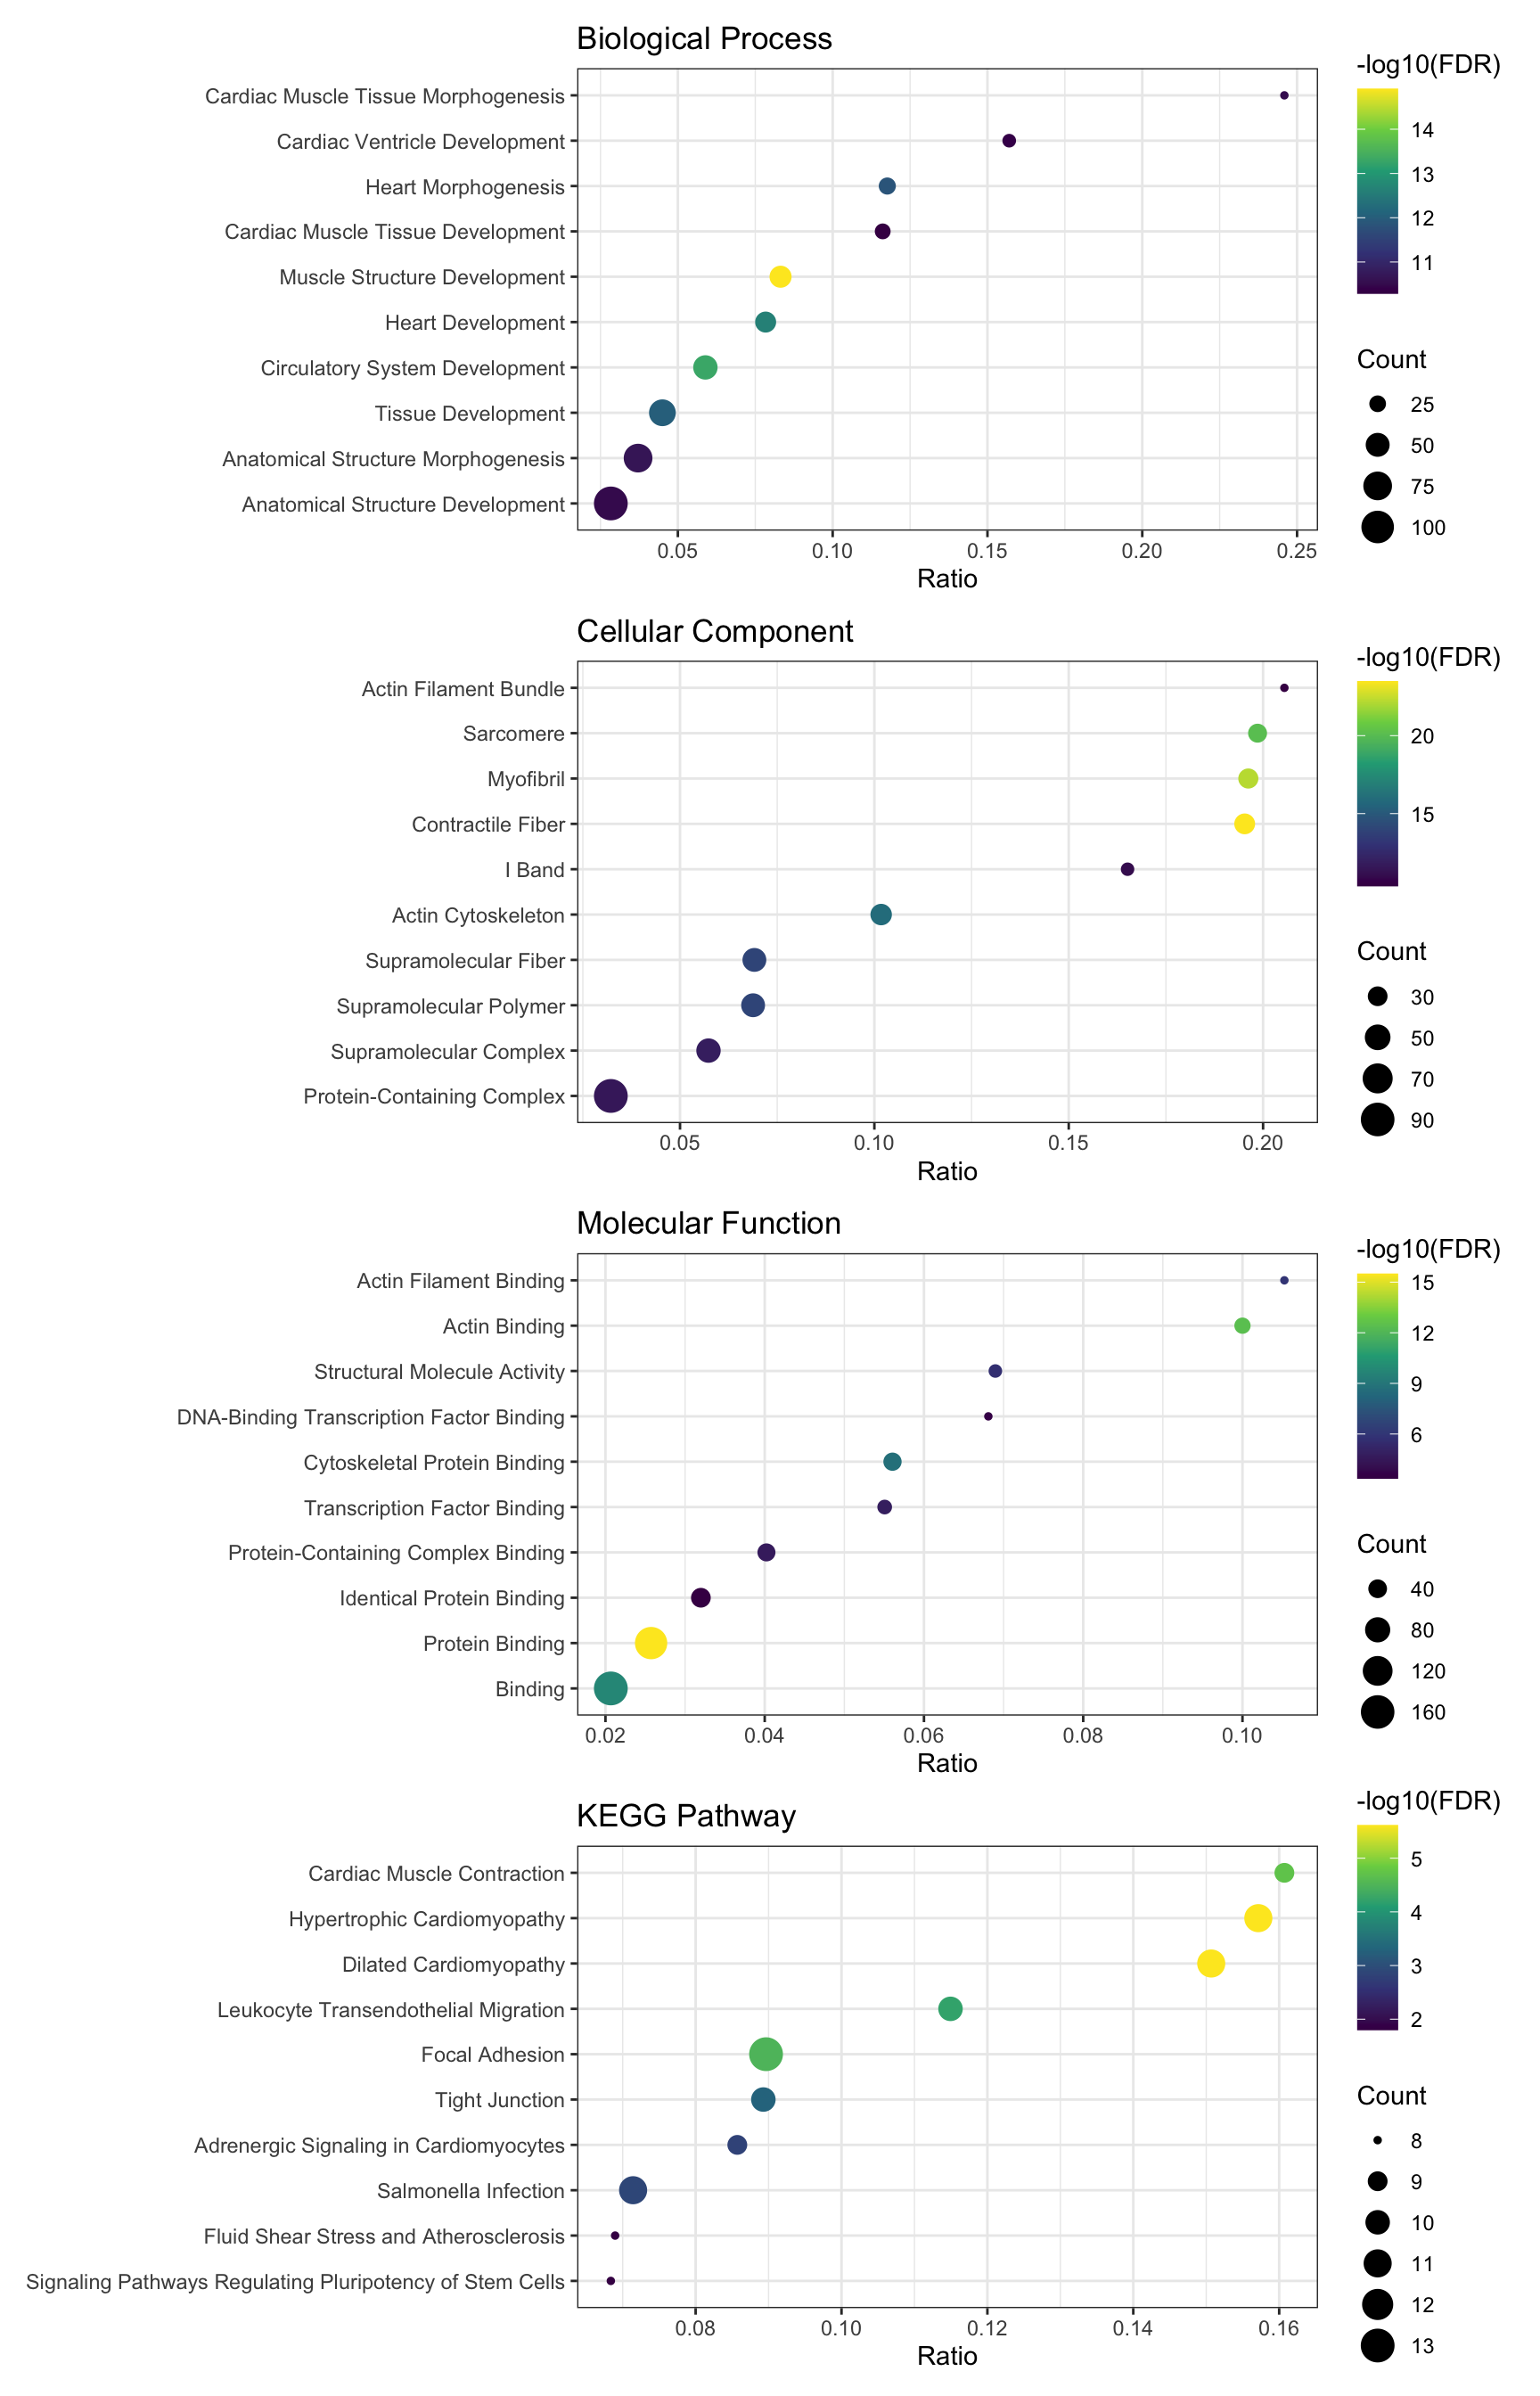 Biological Process
Cardiac Muscle Tissue Morphogenesis
Cardiac Ventricle Development
Heart Morphogenesis
Cardiac Muscle Tissue Development
Muscle Structure Development
Heart Development
Circulatory System Development
Tissue Development
Anatomical Structure Morphogenesis
Anatomical Structure Development
0.05 0.10 0.15 0.20 0.25
Ratio
-log10(FDR)
14
13
12
11
Count
25
50
75
100
Cellular Component
Actin Filament Bundle
Sarcomere
Myofibril
Contractile Fiber
I Band
Actin Cytoskeleton
Supramolecular Fiber
Supramolecular Polymer
Supramolecular Complex
Protein-Containing Complex
0.05 0.10 0.15 0.20
Ratio
-log10(FDR)
20
15
Count
30
50
70
90
Molecular Function
Actin Filament Binding
Actin Binding
Structural Molecule Activity
DNA-Binding Transcription Factor Binding
Cytoskeletal Protein Binding
Transcription Factor Binding
Protein-Containing Complex Binding
Identical Protein Binding
Protein Binding
Binding
0.02 0.04 0.06 0.08 0.10
Ratio
-log10(FDR)
15
12
9
6
Count
40
80
120
160
KEGG Pathway
Cardiac Muscle Contraction
Hypertrophic Cardiomyopathy
Dilated Cardiomyopathy
Leukocyte Transendothelial Migration
Focal Adhesion
Tight Junction
Adrenergic Signaling in Cardiomyocytes
Salmonella Infection
Fluid Shear Stress and Atherosclerosis
Signaling Pathways Regulating Pluripotency of Stem Cells
0.08 0.10 0.12 0.14 0.16
Ratio
-log10(FDR)
5
4
3
2
Count
8
9
10
11
12
13